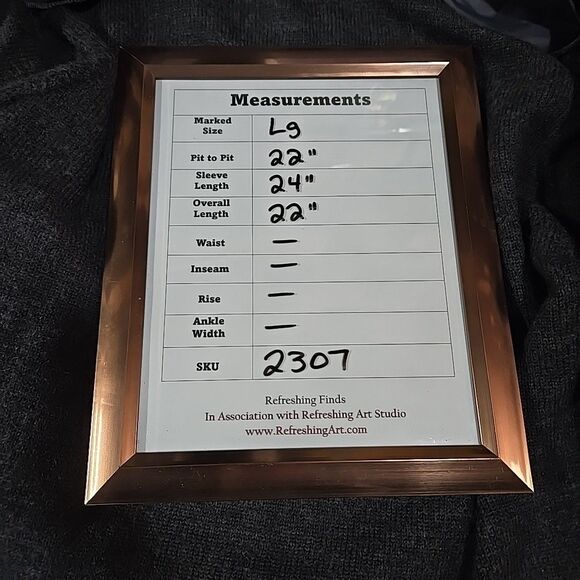 Measurements
Marked
Size
Lg
Pit to Pit
22"
Sleeve
Length
24"
Overall
Length
22"
Waist
—
Inseam
—
Rise
—
Ankle
Width
—
SKU
2307
Refreshing Finds
In Association with Refreshing Art Studio
www.RefreshingArt.com